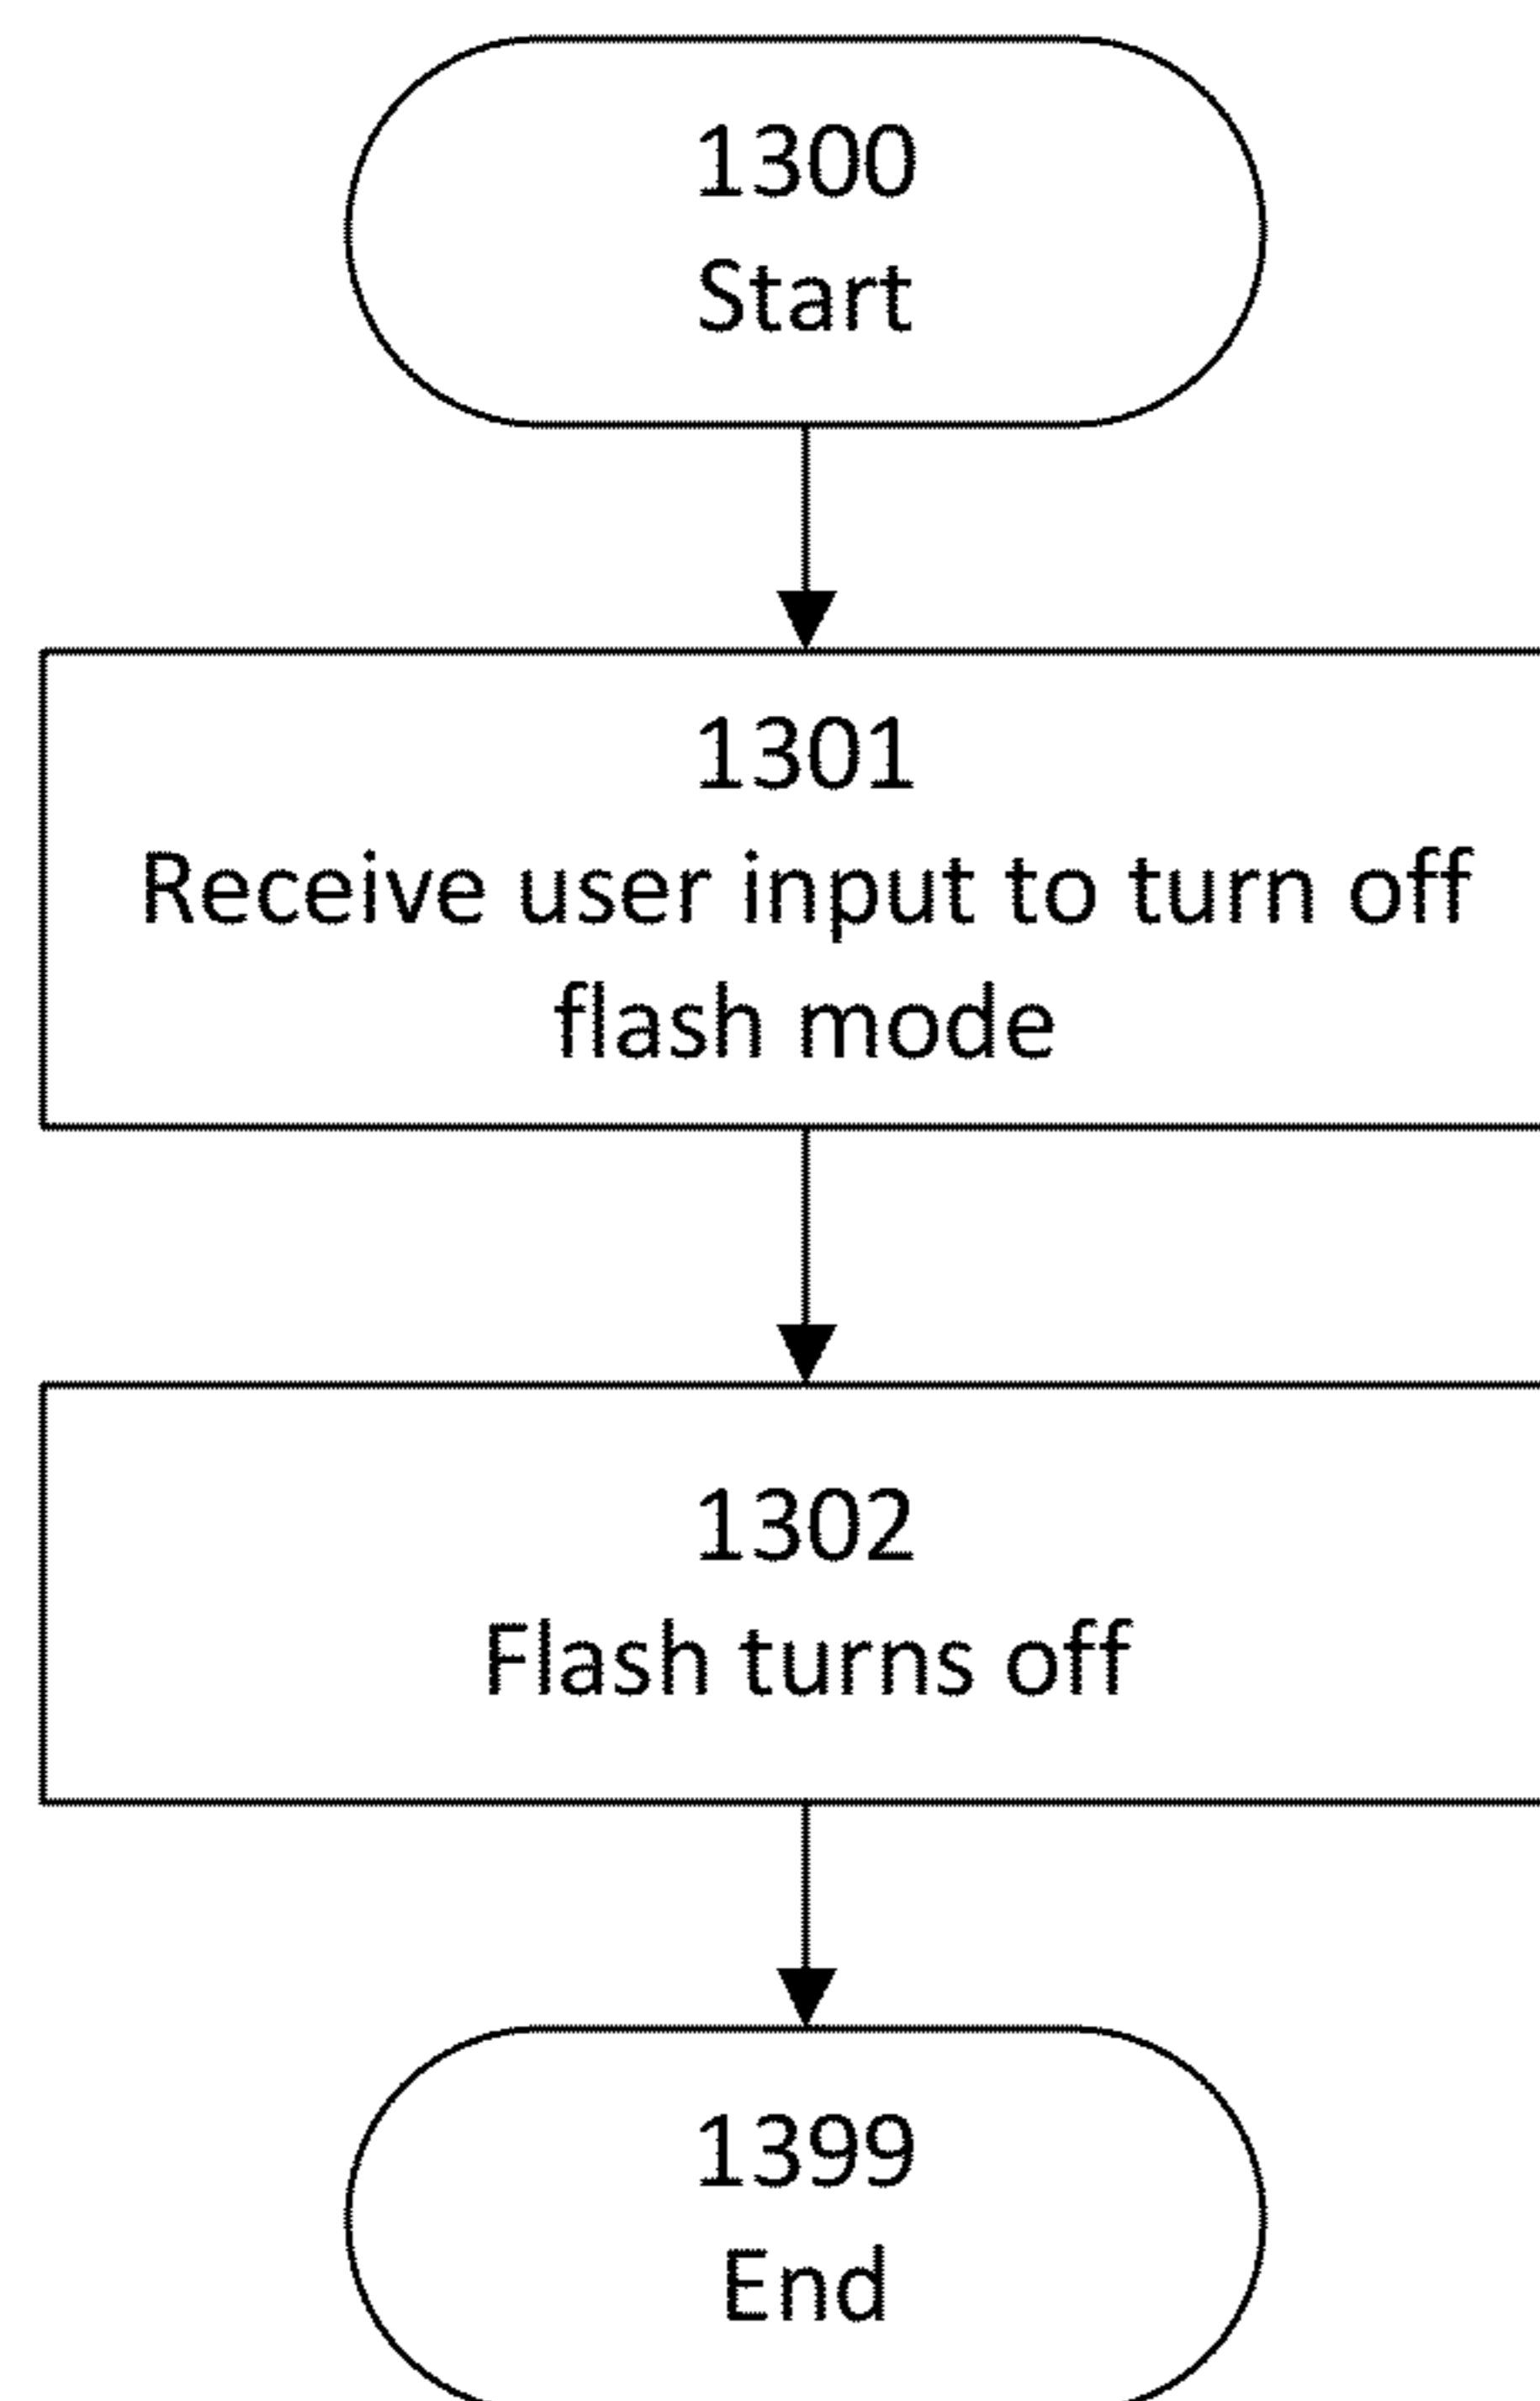 1300
Start
1301
Receive user input to turn off
flash mode
1302
Flash turns off
1399
End